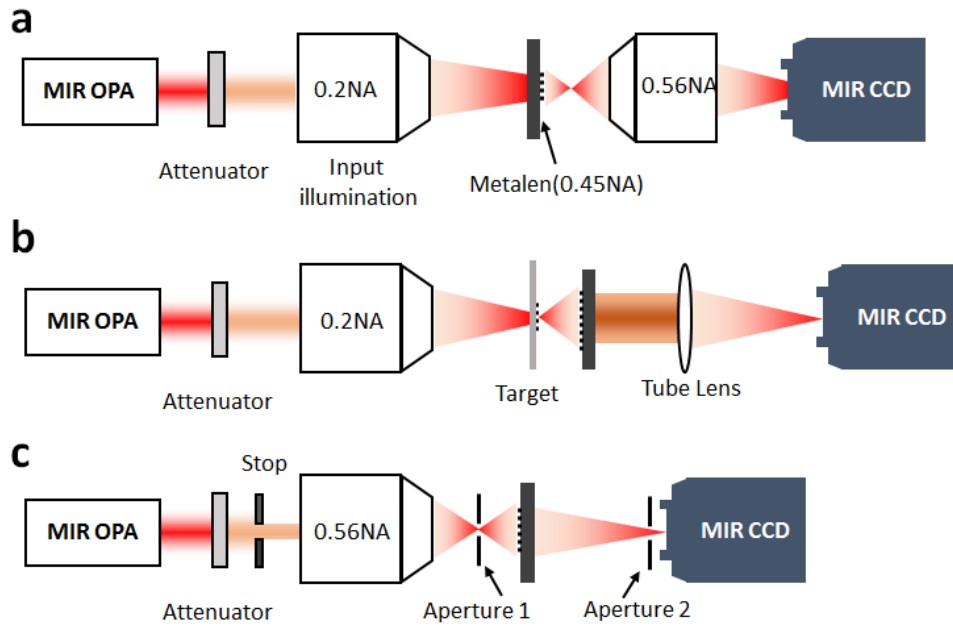 a
MIR OPA
0.2NA
0.56NA
MIR CCD
Attenuator
Input
illumination
Metalen(0.45NA)
b
MIR OPA
0.2NA
MIR CCD
Attenuator
Target
Tube Lens
c
Stop
MIR OPA
0.56NA
MIR CCD
Attenuator
Aperture 1
Aperture 2